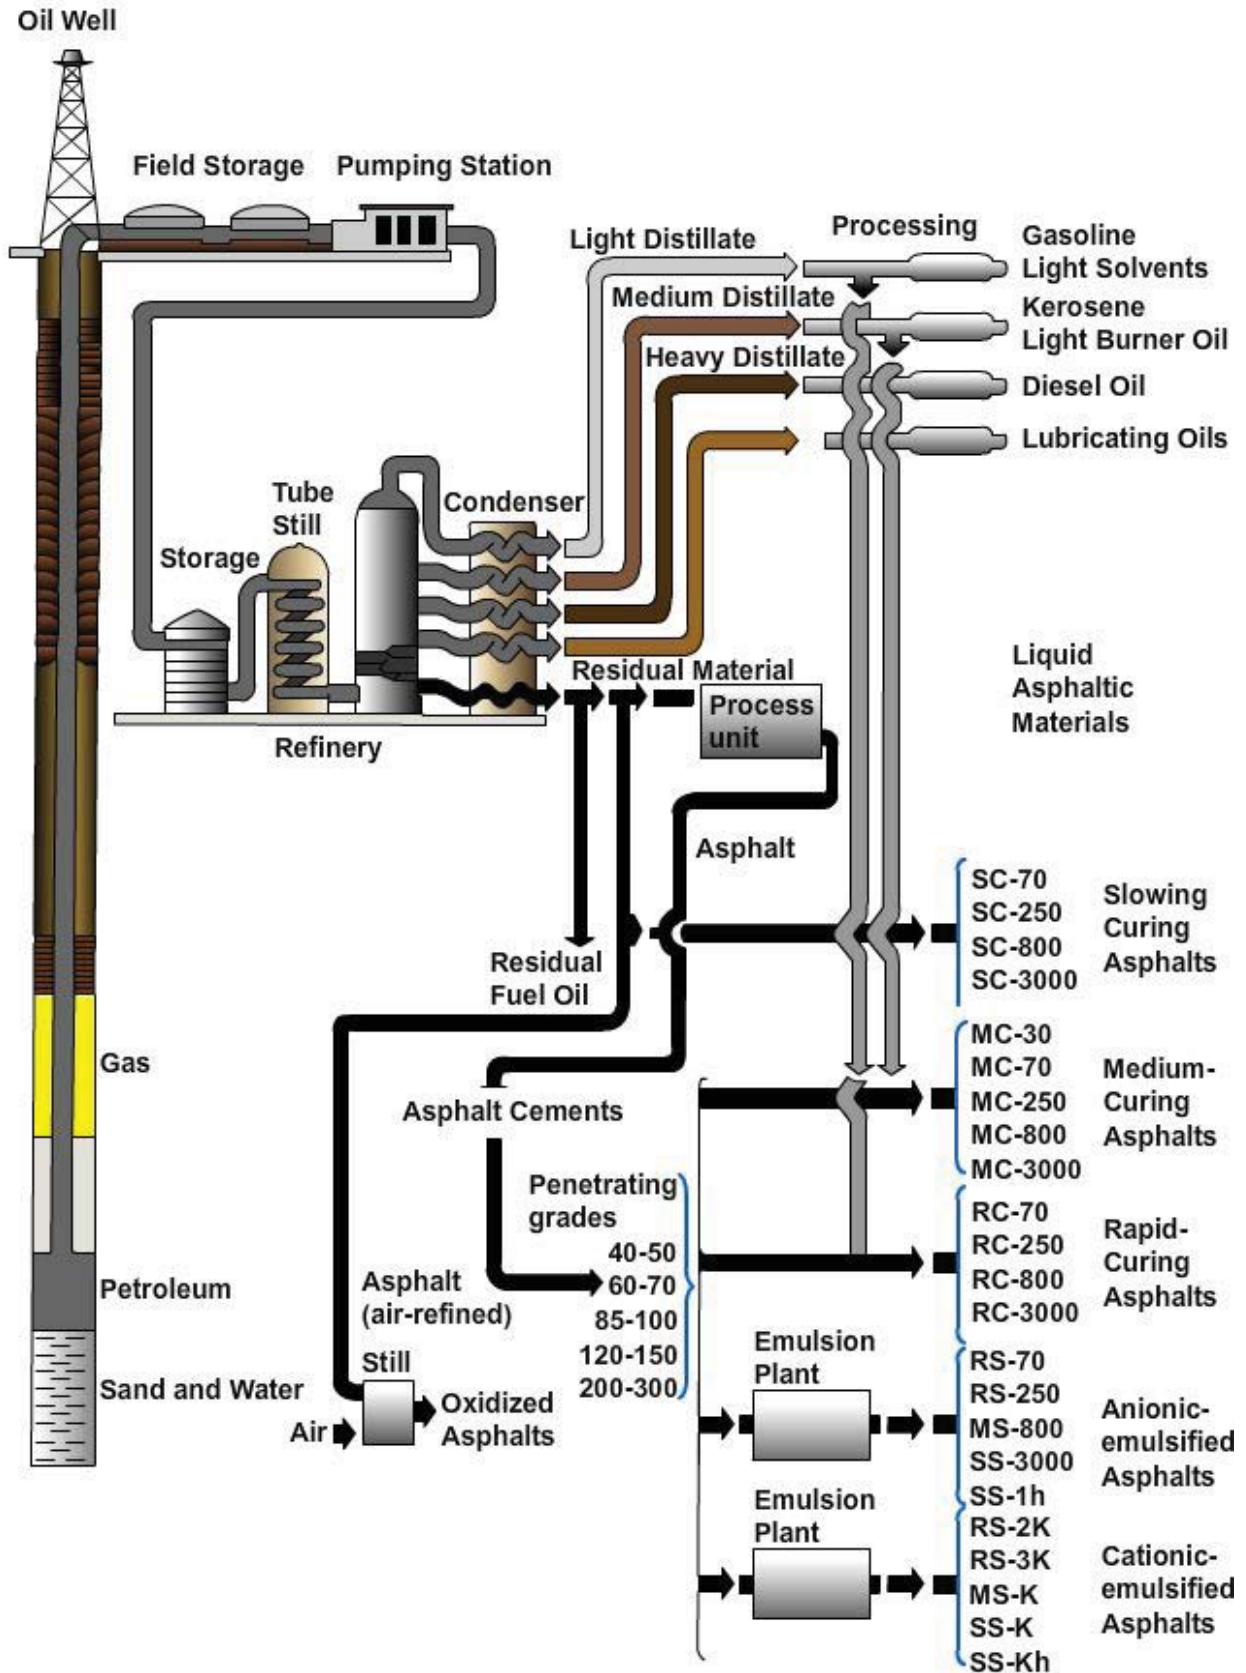 Oil Well
Field Storage
Pumping Station
Light Distillate
Processing
Gasoline
Light Solvents
Medium Distillate
Kerosene
Light Burner Oil
Heavy Distillate
Diesel Oil
Lubricating Oils
Tube
Still
Condenser
Storage
Residual Material
Process
unit
Refinery
Liquid
Asphaltic
Materials
Asphalt
SC-70
SC-250
SC-800
SC-3000
Slowing
Curing
Asphalts
Residual
Fuel Oil
Gas
MC-30
MC-70
MC-250
MC-800
MC-3000
Medium-
Curing
Asphalts
Asphalt Cements
Penetrating
grades
40-50
60-70
85-100
120-150
200-300
RC-70
RC-250
RC-800
RC-3000
Rapid-
Curing
Asphalts
Petroleum
Asphalt
(air-refined)
Still
Sand and Water
Air
Oxidized
Asphalts
Emulsion
Plant
RS-70
RS-250
MS-800
SS-3000
SS-1h
Anionic-
emulsified
Asphalts
Emulsion
Plant
RS-2K
RS-3K
MS-K
SS-K
SS-Kh
Cationic-
emulsified
Asphalts